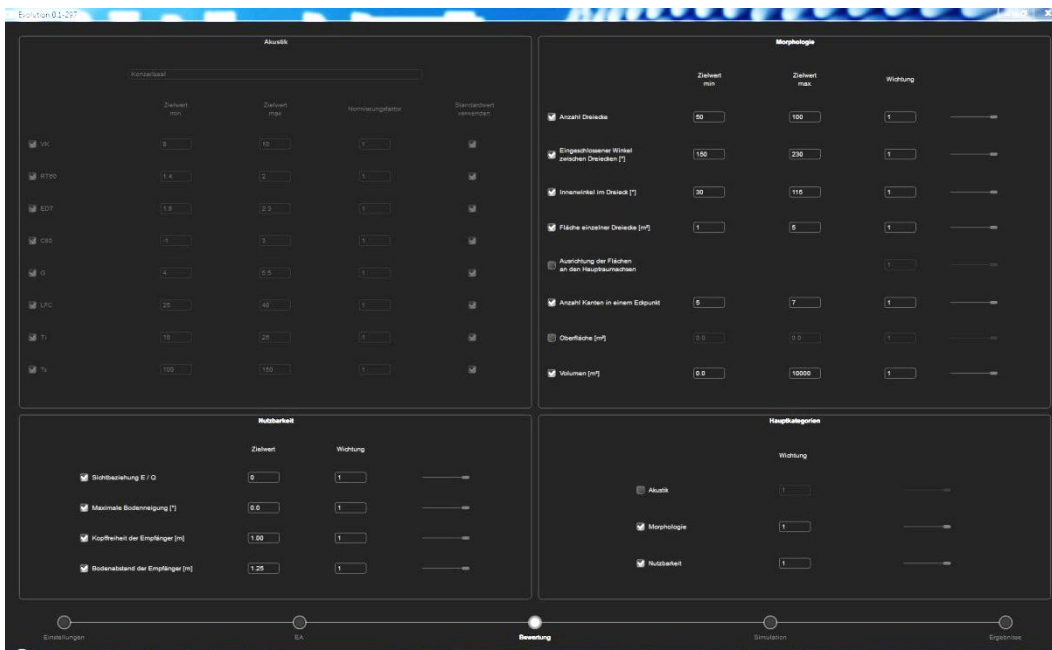 Evolution 0.1-297
Akustik
Konzertsaal
Zielwert min
Zielwert max
Normierungsfaktor
Standardwert verwenden
VK 0 10 1
RT60 1.4 2 1
EDT 1.8 2.3 1
C80 -1 3 1
G 4 5.5 1
LFC 25 40 1
TI 10 25 1
Ts 100 150 1
Morphologie
Zielwert min
Zielwert max
Wichtung
Anzahl Dreiecke 50 100 1
Eingeschlossener Winkel
zwischen Dreiecken [°] 150 230 1
Innenwinkel im Dreieck [°] 30 115 1
Fläche einzelner Dreiecke [m²] 1 5 1
Ausrichtung der Flächen
an den Hauptraumachsen 1
Anzahl Kanten in einem Eckpunkt 5 7 1
Oberfläche [m²] 0.0 0.0 1
Volumen [m³] 0.0 10000 1
Nutzbarkeit
Zielwert
Wichtung
Sichtbeziehung E / Q 0 1
Maximale Bodenneigung [°] 0.0 1
Kopffreiheit der Empfänger [m] 1.00 1
Bodenabstand der Empfänger [m] 1.25 1
Hauptkategorien
Wichtung
Akustik 1
Morphologie 1
Nutzbarkeit 1
Einstellungen
EA
Bewertung
Simulation
Ergebnisse